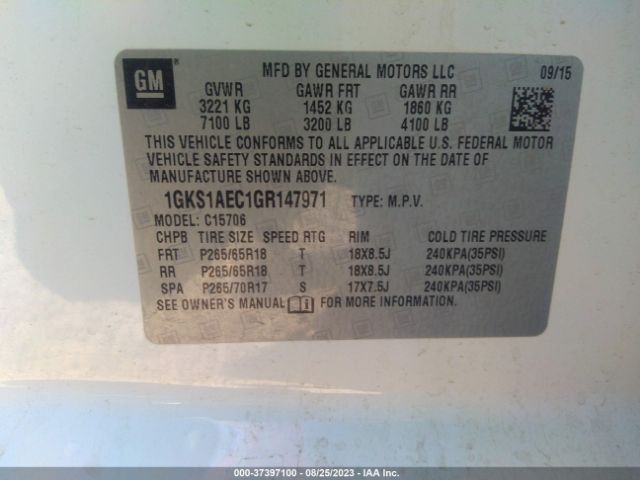 GM ®
MFD BY GENERAL MOTORS LLC 09/15
GVWR GAWR FRT GAWR RR
3221 KG 1452 KG 1860 KG
7100 LB 3200 LB 4100 LB
THIS VEHICLE CONFORMS TO ALL APPLICABLE U.S. FEDERAL MOTOR
VEHICLE SAFETY STANDARDS IN EFFECT ON THE DATE OF
MANUFACTURE SHOWN ABOVE.
1GKS1AEC1GR147971 TYPE: M.P.V.
MODEL: C15706
CHPB TIRE SIZE SPEED RTG RIM COLD TIRE PRESSURE
FRT P265/65R18 T 18X8.5J 240KPA(35PSI)
RR P265/65R18 T 18X8.5J 240KPA(35PSI)
SPA P265/70R17 S 17X7.5J 240KPA(35PSI)
SEE OWNER'S MANUAL FOR MORE INFORMATION.
000-37397100 - 08/25/2023 - IAA Inc.